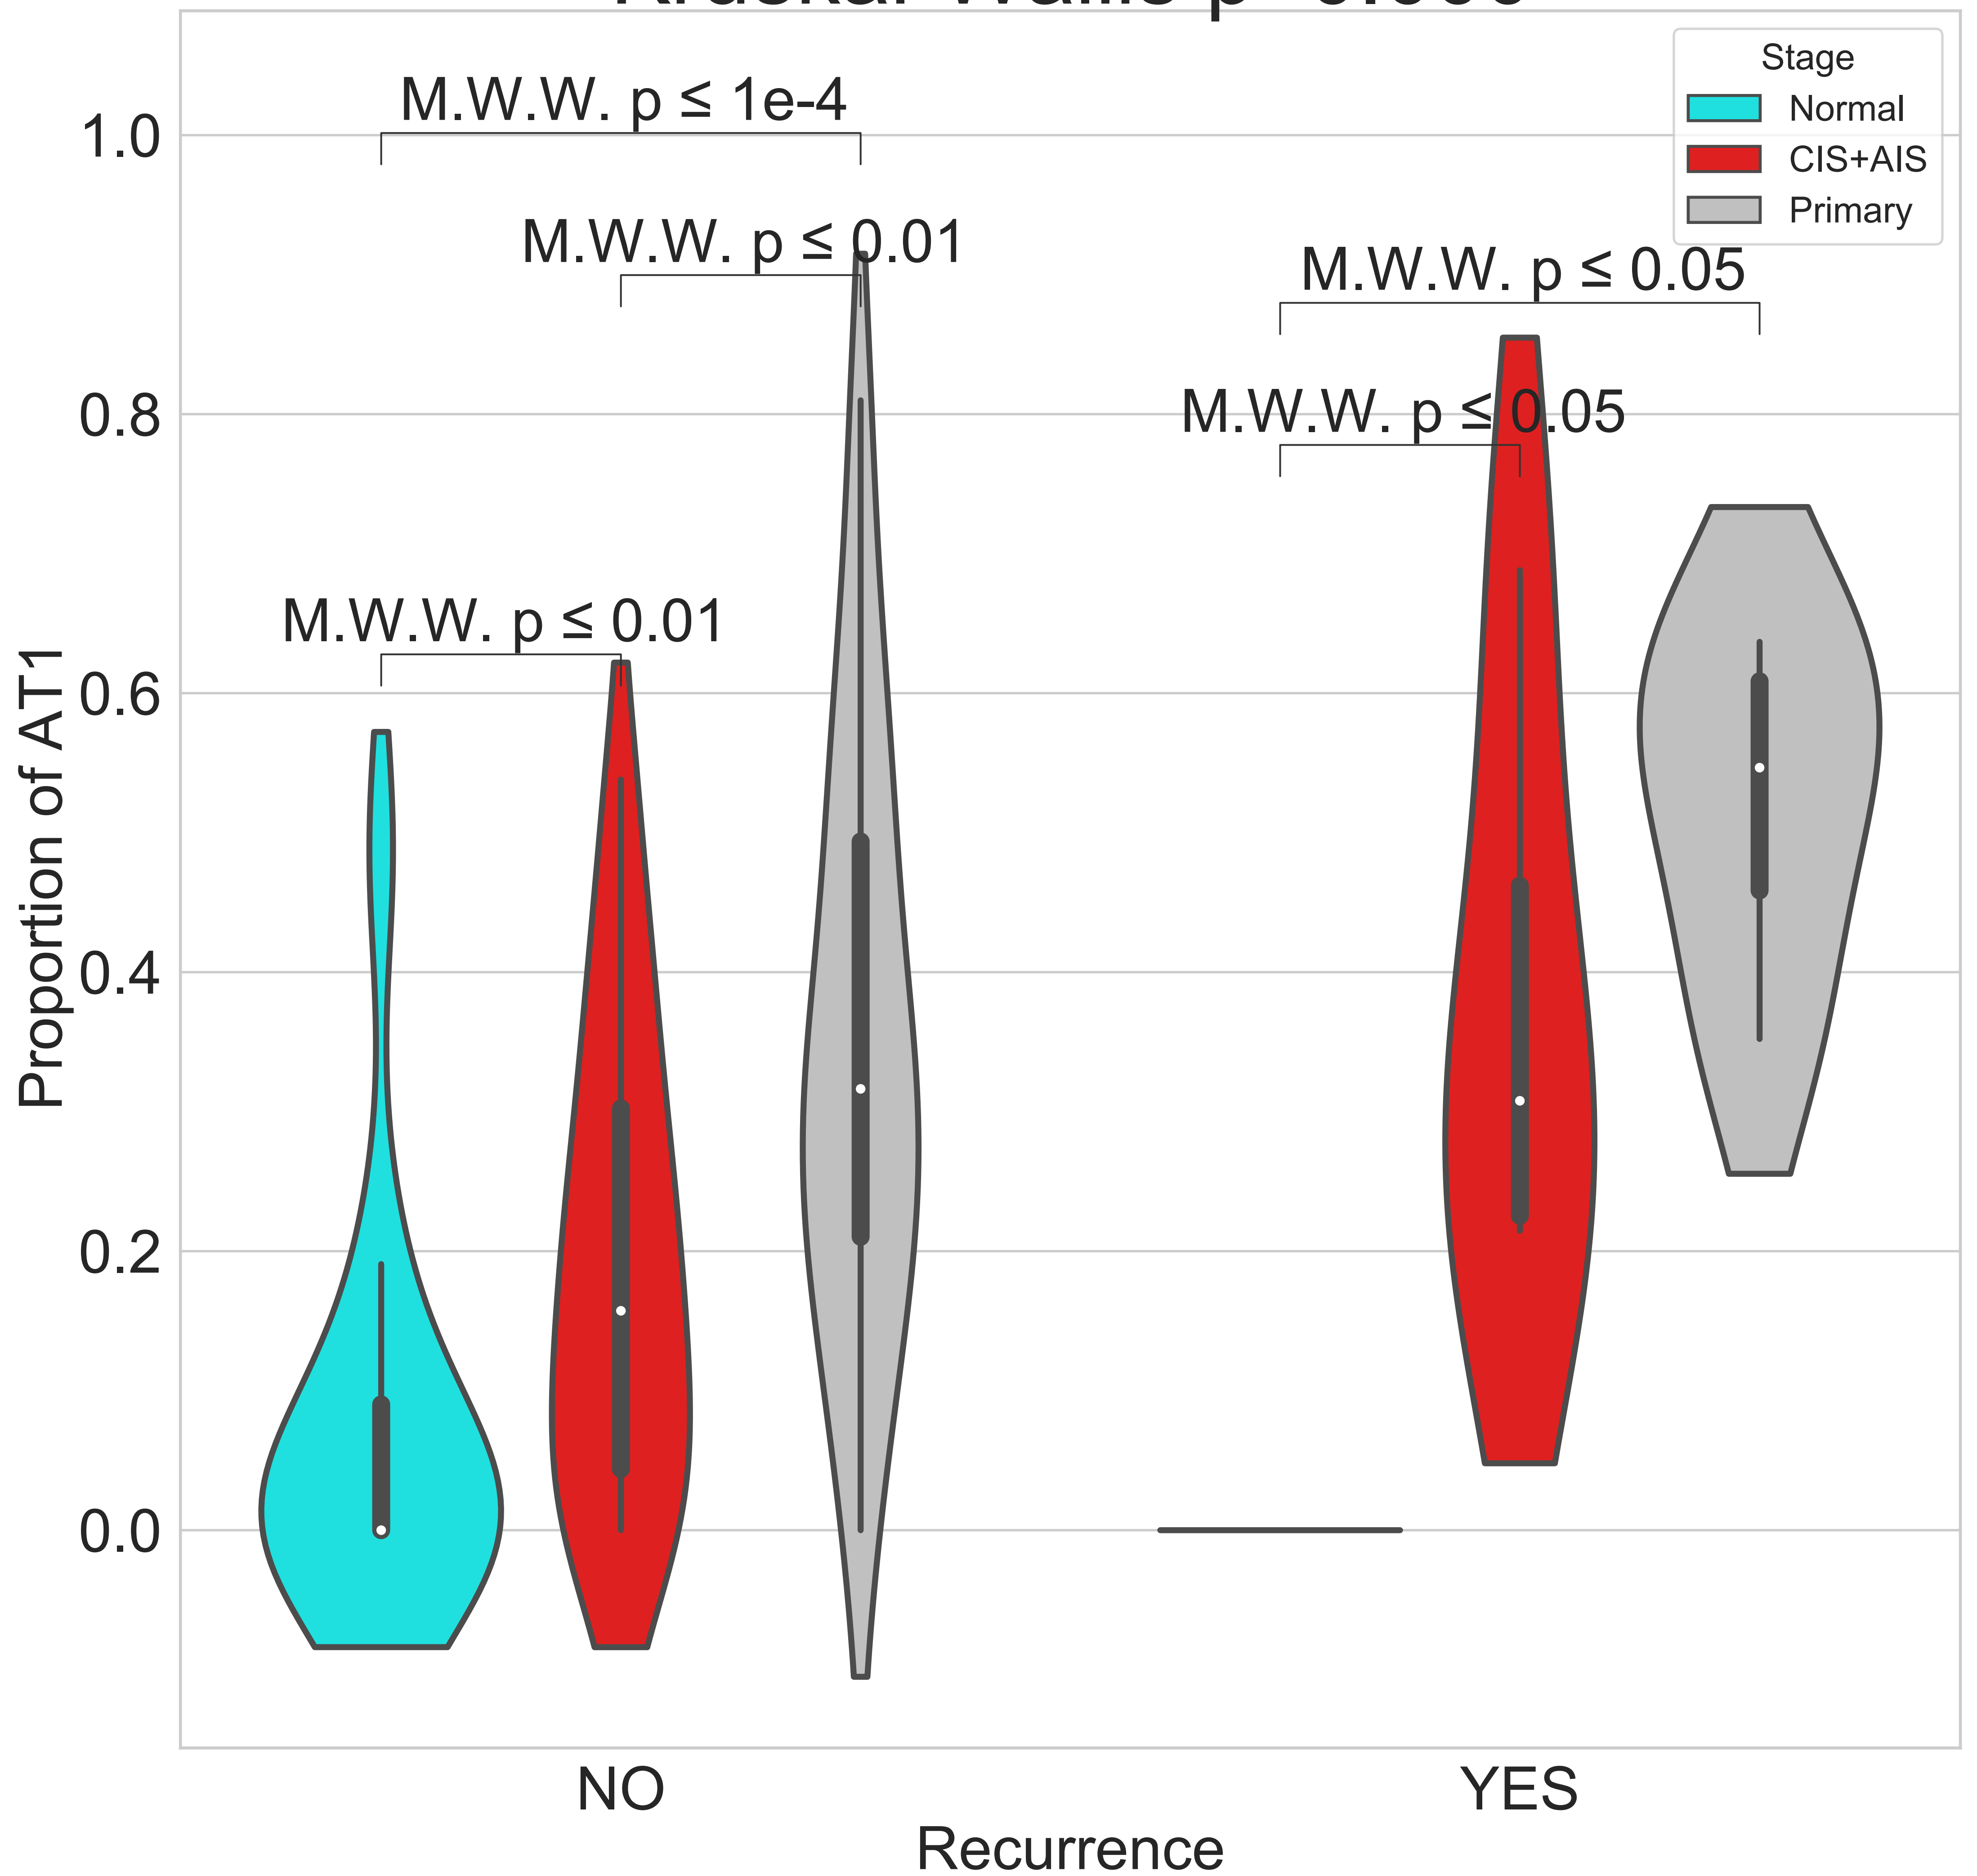 Stage
Normal
CIS+AIS
Primary
M.W.W. p ≤ 1e-4
M.W.W. p ≤ 0.01
M.W.W. p ≤ 0.05
M.W.W. p ≤ 0.05
M.W.W. p ≤ 0.01
1.0
0.8
0.6
0.4
0.2
0.0
Proportion of AT1
NO
YES
Recurrence